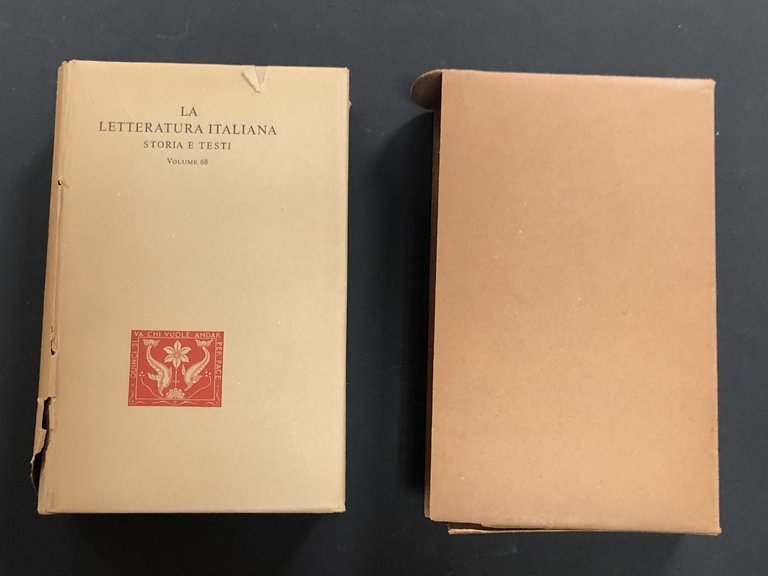 LA
LETTERATURA ITALIANA
STORIA E TESTI
VOLUME 68
QUINCI SI VA CHI VUOLE ANDAR PER PACE